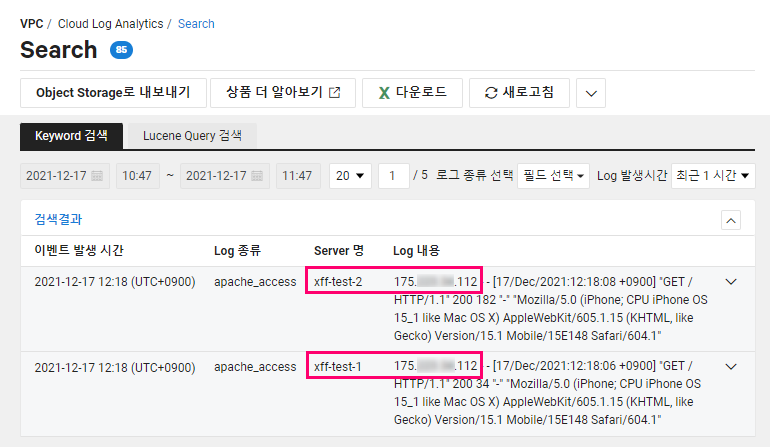 VPC / Cloud Log Analytics / Search
Search 85
Object Storage로 내보내기 상품 더 알아보기 다운로드 새로고침
Keyword 검색 Lucene Query 검색
2021-12-17 10:47 ~ 2021-12-17 11:47 20 1 / 5 로그 종류 선택 필드 선택 Log 발생시간 최근 1 시간
검색결과
이벤트 발생 시간 Log 종류 Server 명 Log 내용
2021-12-17 12:18 (UTC+0900) apache_access xff-test-2 175. .112 - - [17/Dec/2021:12:18:08 +0900] "GET /
HTTP/1.1" 200 182 "-" "Mozilla/5.0 (iPhone; CPU iPhone OS
15_1 like Mac OS X) AppleWebKit/605.1.15 (KHTML, like
Gecko) Version/15.1 Mobile/15E148 Safari/604.1"
2021-12-17 12:18 (UTC+0900) apache_access xff-test-1 175. .112 - - [17/Dec/2021:12:18:06 +0900] "GET /
HTTP/1.1" 200 34 "-" "Mozilla/5.0 (iPhone; CPU iPhone OS
15_1 like Mac OS X) AppleWebKit/605.1.15 (KHTML, like
Gecko) Version/15.1 Mobile/15E148 Safari/604.1"